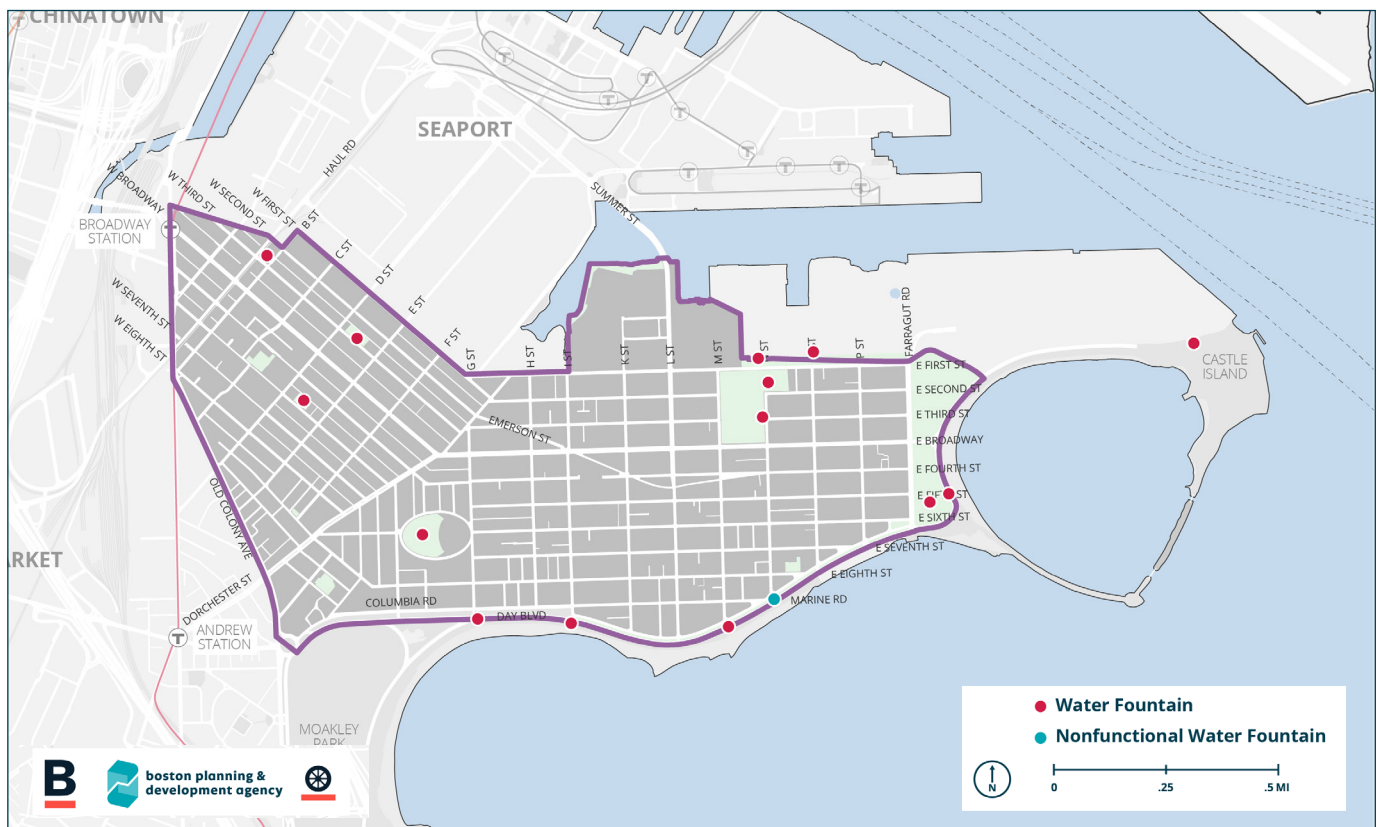 CHINATOWN
SEAPORT
HAUL RD
W BROADWAY
W THIRD ST
W SECOND ST
W FIRST ST
B ST
SUMMER ST
BROADWAY
STATION
C ST
D ST
E ST
F ST
W SEVENTH ST
W EIGHTH ST
G ST
H ST
I ST
K ST
L ST
M ST
ST
P ST
FARRAGUT RD
E FIRST ST
CASTLE
ISLAND
E SECOND ST
E THIRD ST
EMERSON ST
E BROADWAY
E FOURTH ST
E SIXTH ST
OLD COLONY AVE
E SEVENTH ST
ARKET
E EIGHTH ST
DORCHESTER ST
COLUMBIA RD
DAY BLVD
MARINE RD
ANDREW
STATION
MOAKLEY
PARK
B
boston planning &
development agency
Water Fountain
Nonfunctional Water Fountain
N
0 .25 .5 MI